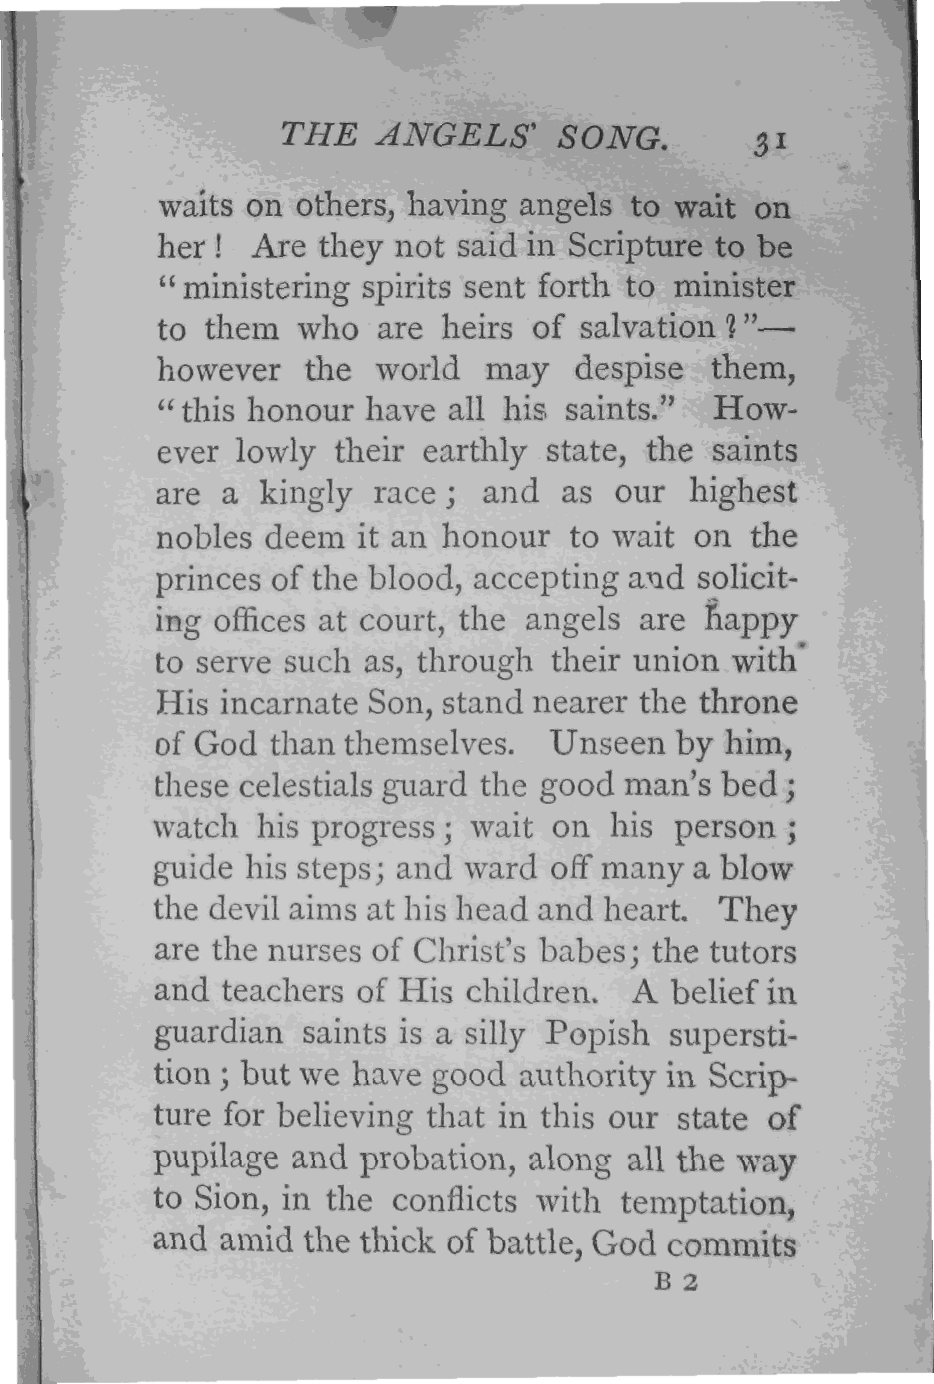 THE ANGELS' SONG. 31
waits on others, having angels to wait on
her! Are they not said in Scripture to be
"ministering spirits sent forth to minister
to them who are heirs of salvation?"—
however the world may despise them,
"this honour have all his saints." How-
ever lowly their earthly state, the saints
are a kingly race; and as our highest
nobles deem it an honour to wait on the
princes of the blood, accepting and solicit-
ing offices at court, the angels are happy
to serve such as, through their union with
His incarnate Son, stand nearer the throne
of God than themselves. Unseen by him,
these celestials guard the good man's bed;
watch his progress; wait on his person;
guide his steps; and ward off many a blow
the devil aims at his head and heart. They
are the nurses of Christ's babes; the tutors
and teachers of His children. A belief in
guardian saints is a silly Popish supersti-
tion; but we have good authority in Scrip-
ture for believing that in this our state of
pupilage and probation, along all the way
to Sion, in the conflicts with temptation,
and amid the thick of battle, God commits
B 2